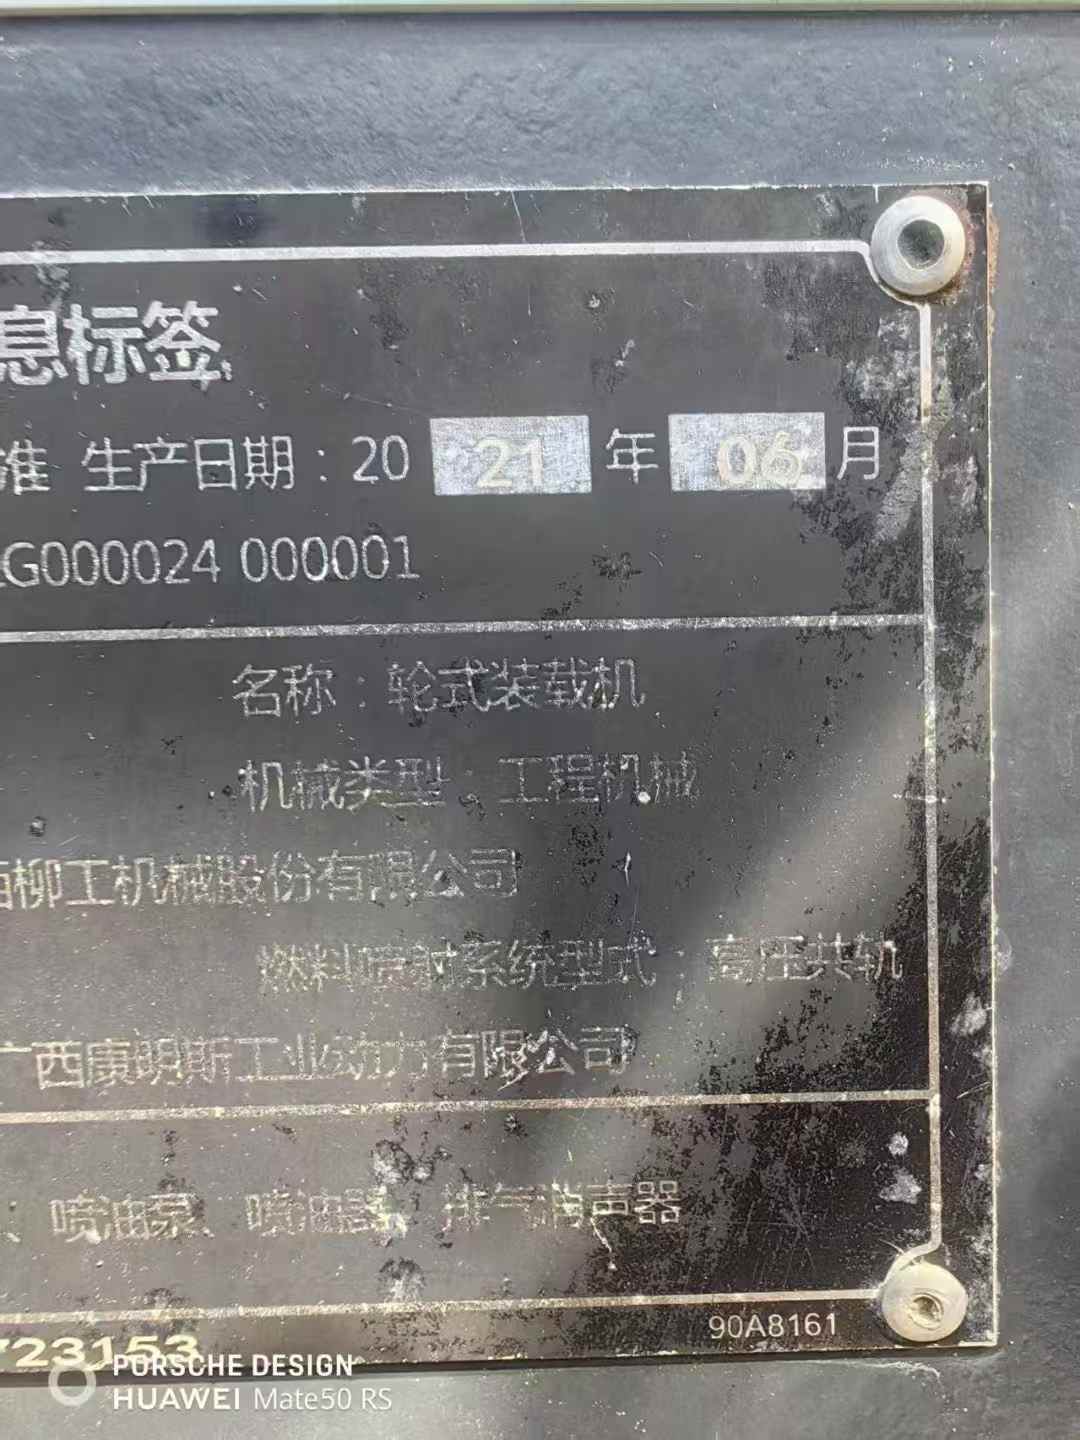 息标签
准 生产日期：20 21 年 06 月
G000024 000001
名称：轮式装载机
机械类型：工程机械
西柳工机械股份有限公司
燃料喷射系统型式：高压共轨
广西康明斯工业动力有限公司
、喷油泵、喷油器、排气消声器
90A8161
723153
PORSCHE DESIGN
HUAWEI Mate50 RS